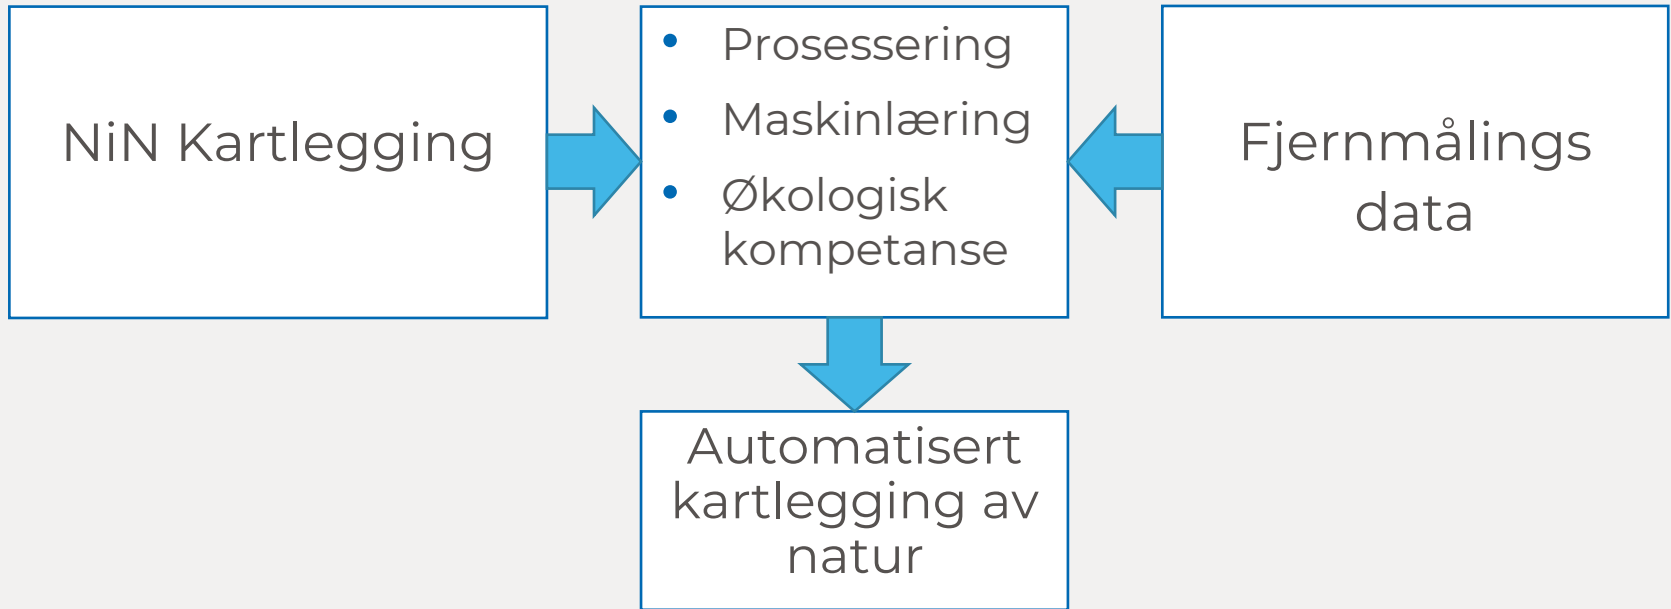 NiN Kartlegging
• Prosessering
• Maskinlæring
• Økologisk
kompetanse
Fjernmålings
data
Automatisert
kartlegging av
natur